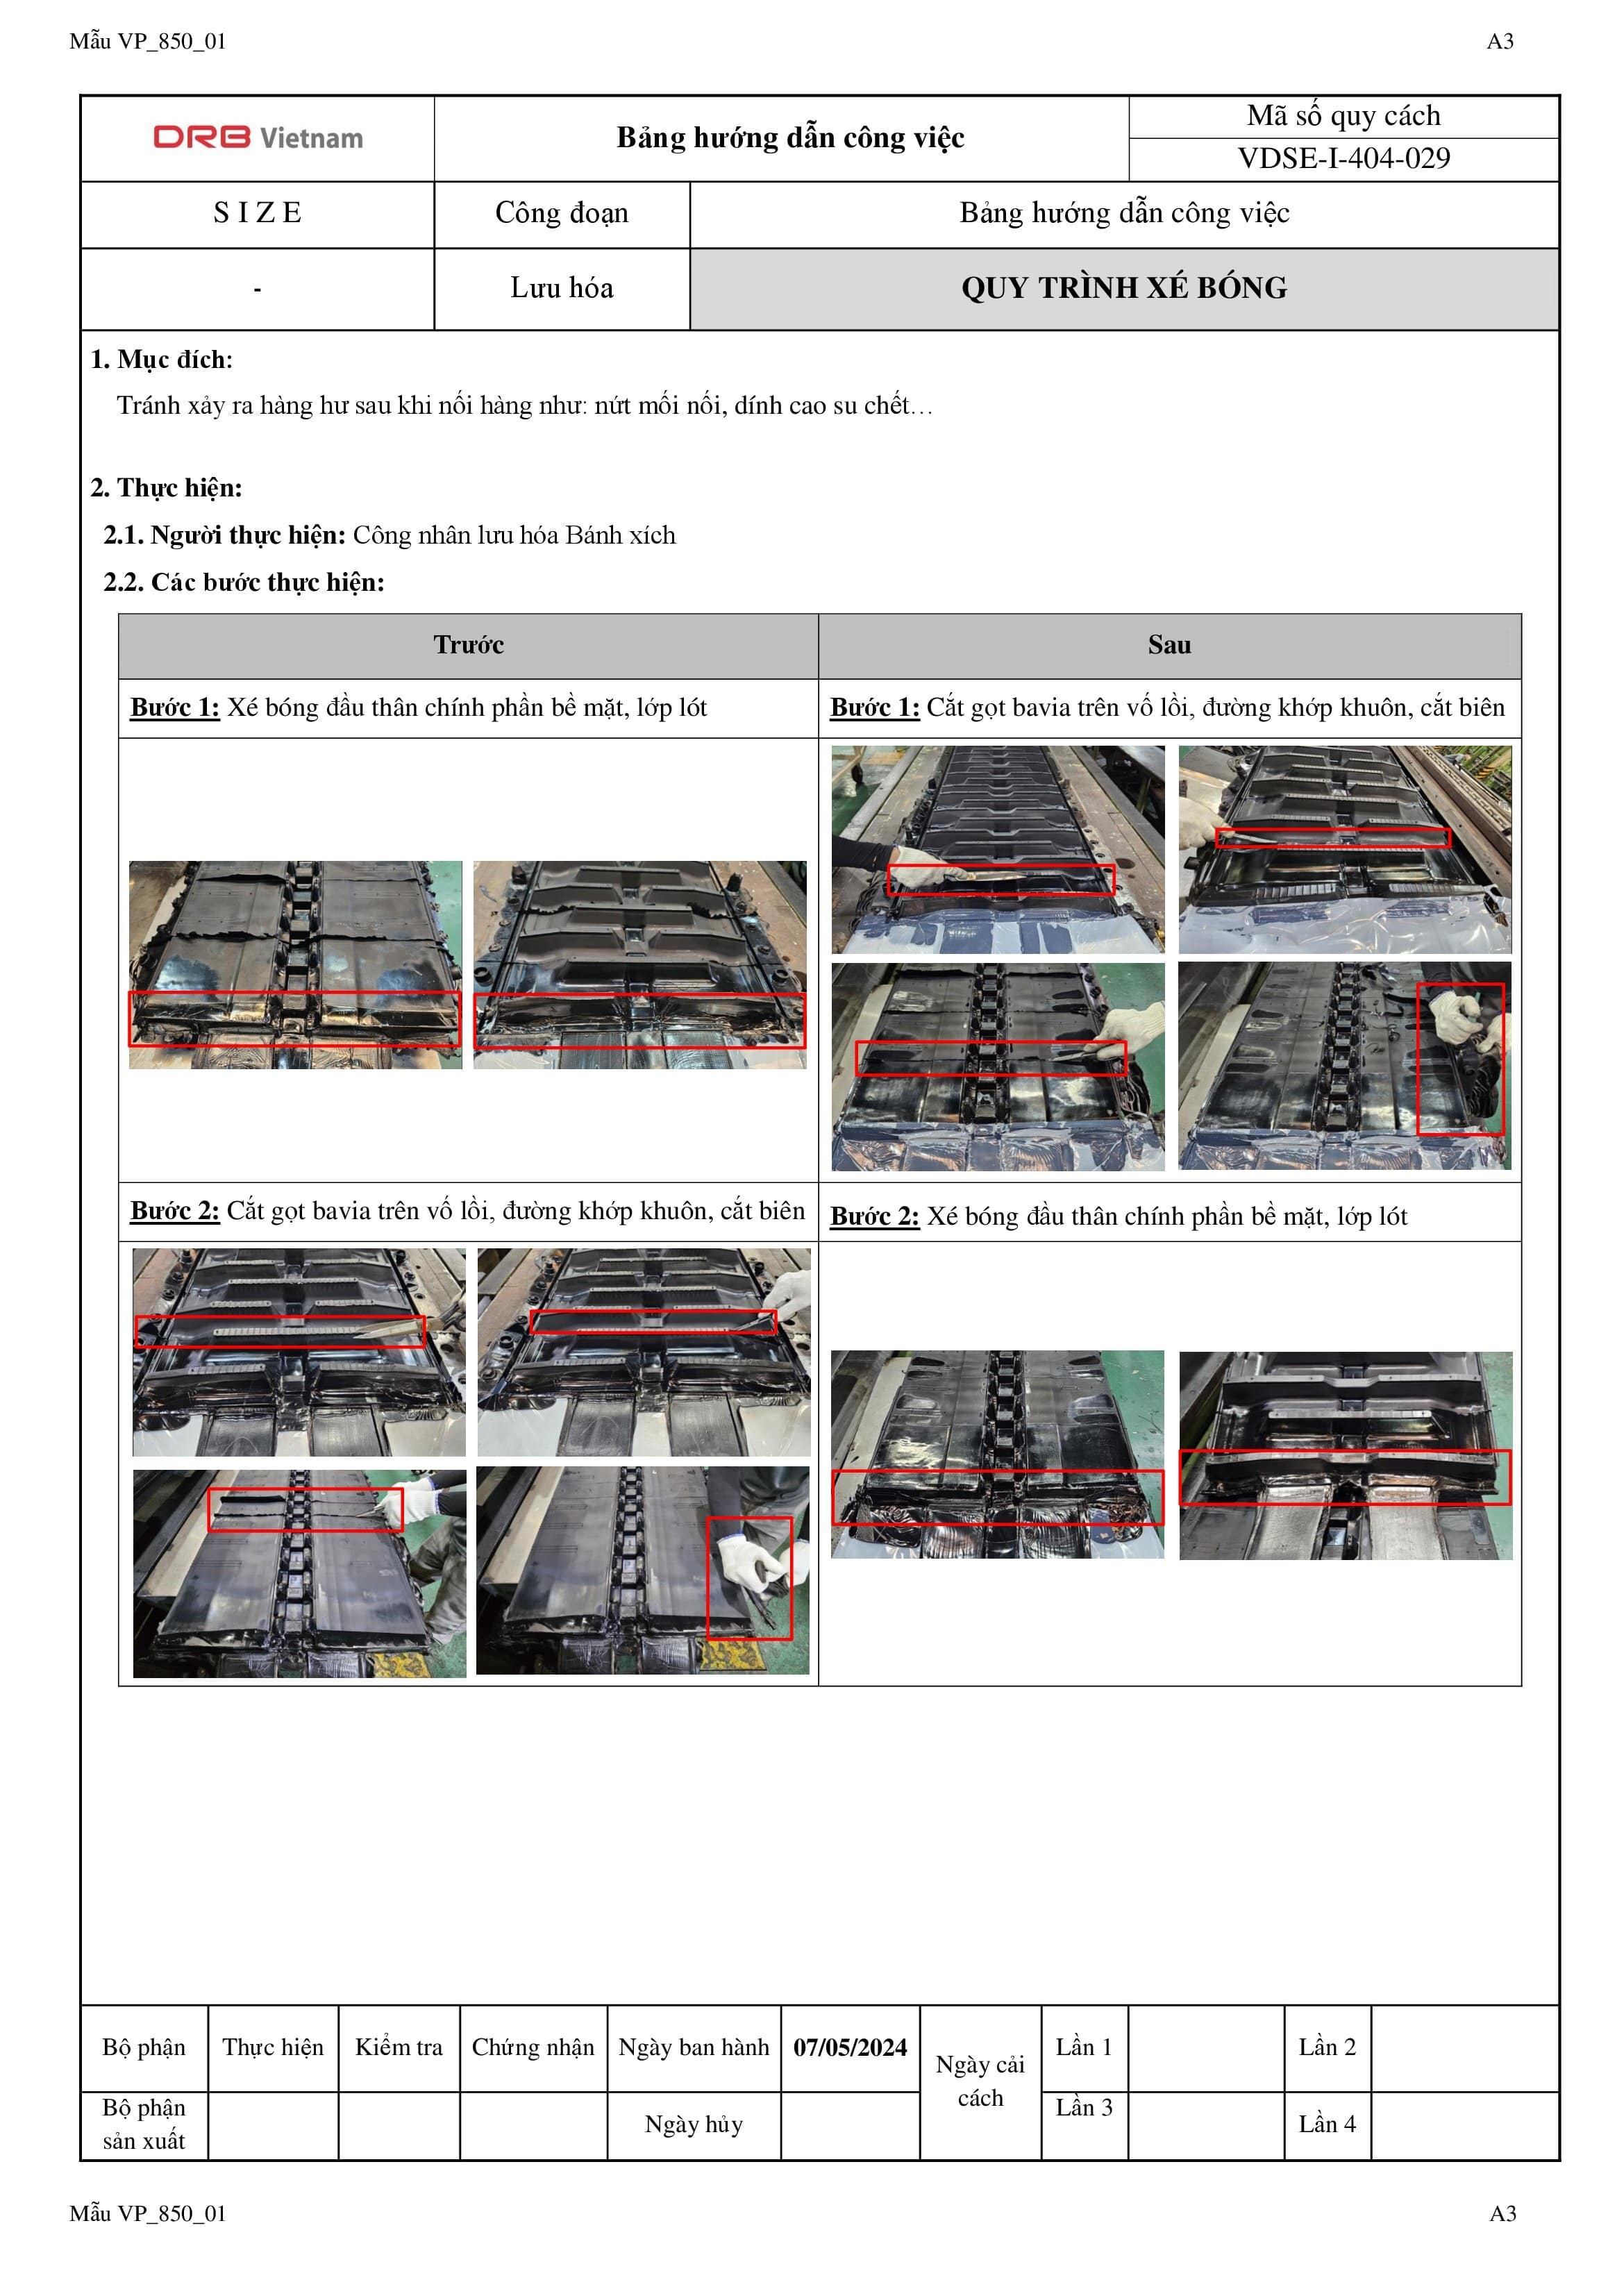 Mẫu VP_850_01
A3
DRB Vietnam
Bảng hướng dẫn công việc
Mã số quy cách
VDSE-I-404-029
S I Z E
Công đoạn
Bảng hướng dẫn công việc
-
Lưu hóa
QUY TRÌNH XÉ BÓNG
1. Mục đích:
Tránh xảy ra hàng hư sau khi nối hàng như: nứt mối nối, dính cao su chết…
2. Thực hiện:
2.1. Người thực hiện: Công nhân lưu hóa Bánh xích
2.2. Các bước thực hiện:
Trước
Sau
Bước 1: Xé bóng đầu thân chính phần bề mặt, lớp lót
Bước 1: Cắt gọt bavia trên vố lồi, đường khớp khuôn, cắt biên
Bước 2: Cắt gọt bavia trên vố lồi, đường khớp khuôn, cắt biên
Bước 2: Xé bóng đầu thân chính phần bề mặt, lớp lót
Bộ phận
Thực hiện
Kiểm tra
Chứng nhận
Ngày ban hành
07/05/2024
Ngày cải
cách
Lần 1
Lần 2
Bộ phận
sản xuất
Ngày hủy
Lần 3
Lần 4
Mẫu VP_850_01
A3